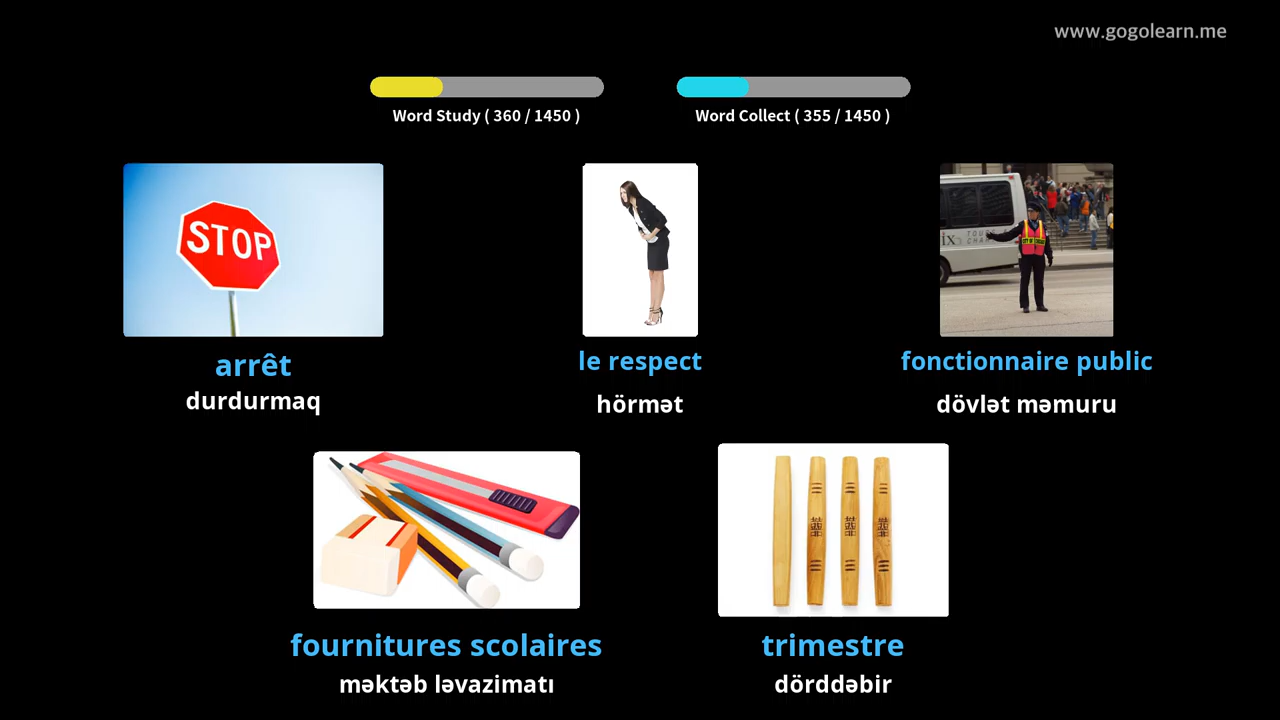 www.gogolearn.me
Word Study ( 360 / 1450 )
Word Collect ( 355 / 1450 )
STOP
arrêt
durdurmaq
le respect
hörmət
fonctionnaire public
dövlət məmuru
fournitures scolaires
məktəb ləvazimatı
trimestre
dörddəbir